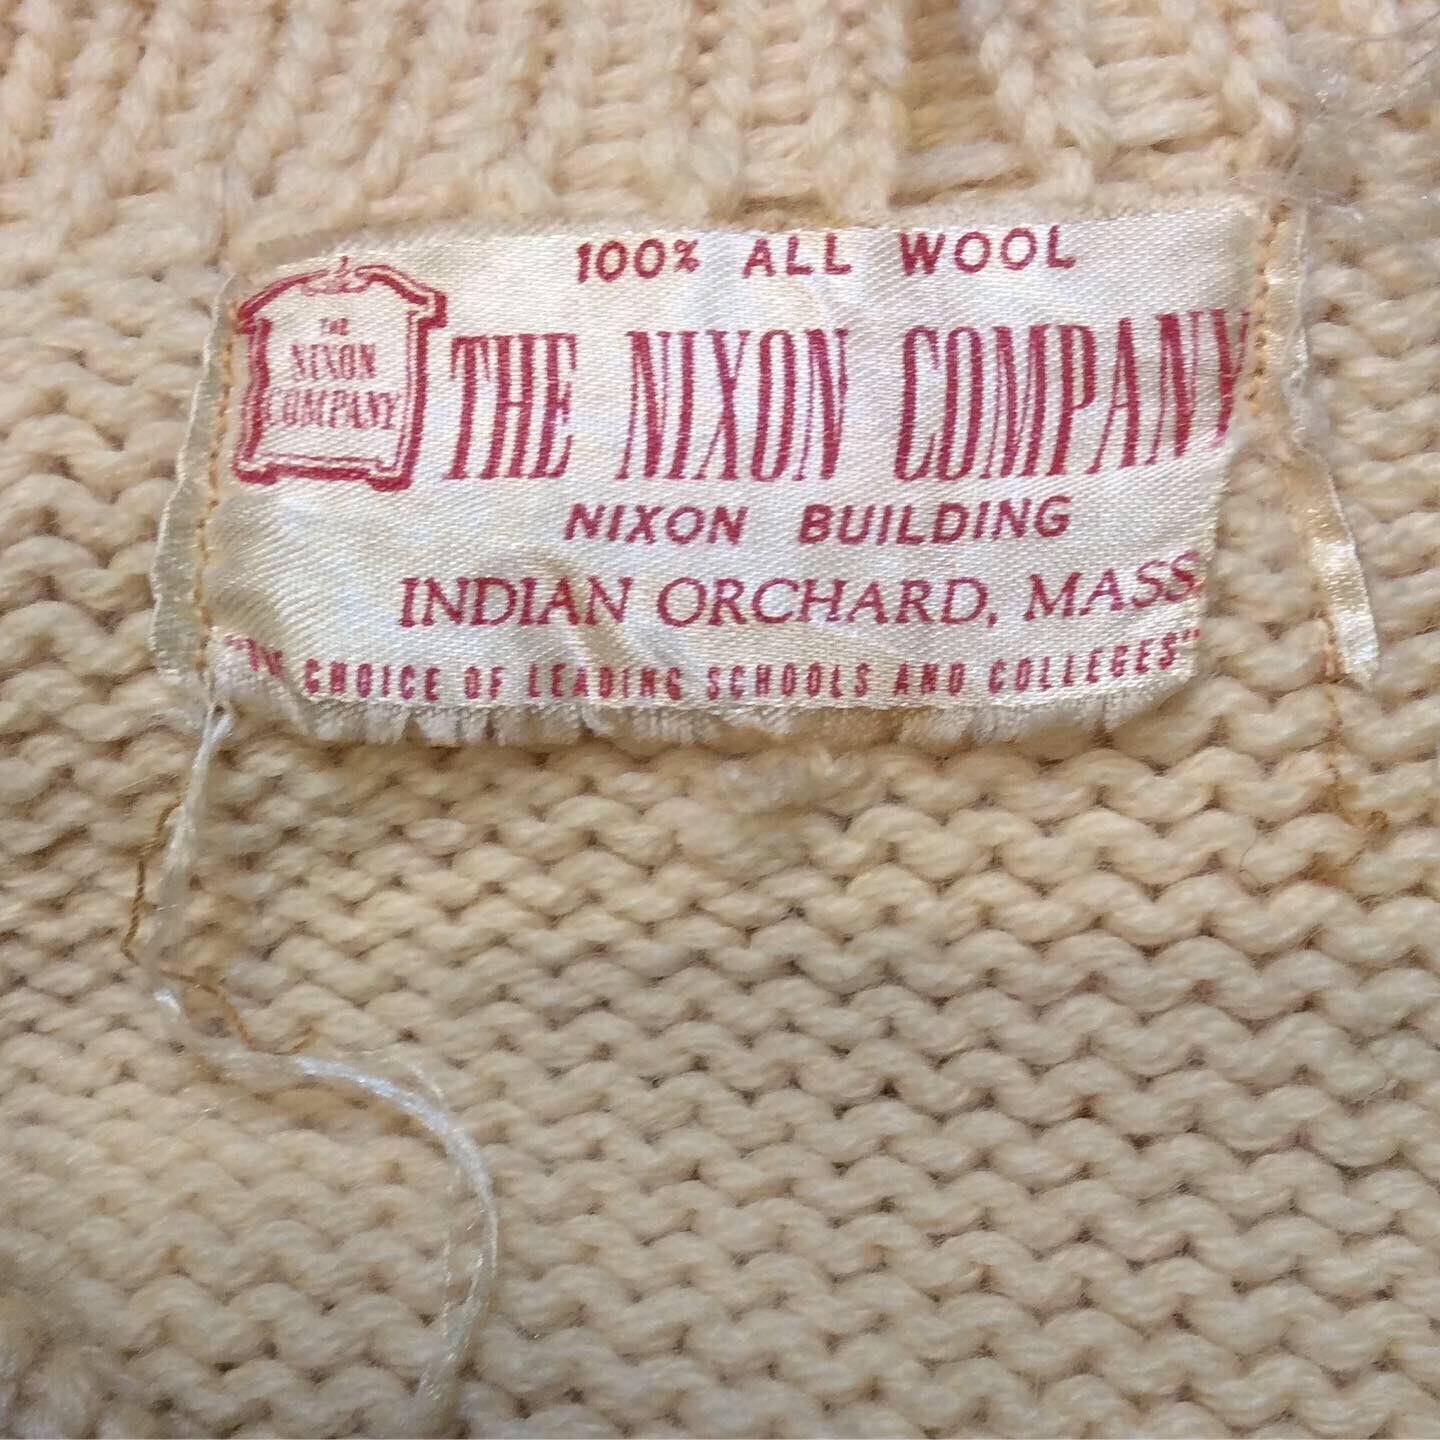 100% ALL WOOL
THE
NIXON
COMPANY
THE NIXON COMPANY
NIXON BUILDING
INDIAN ORCHARD, MASS
"THE CHOICE OF LEADING SCHOOLS AND COLLEGES"